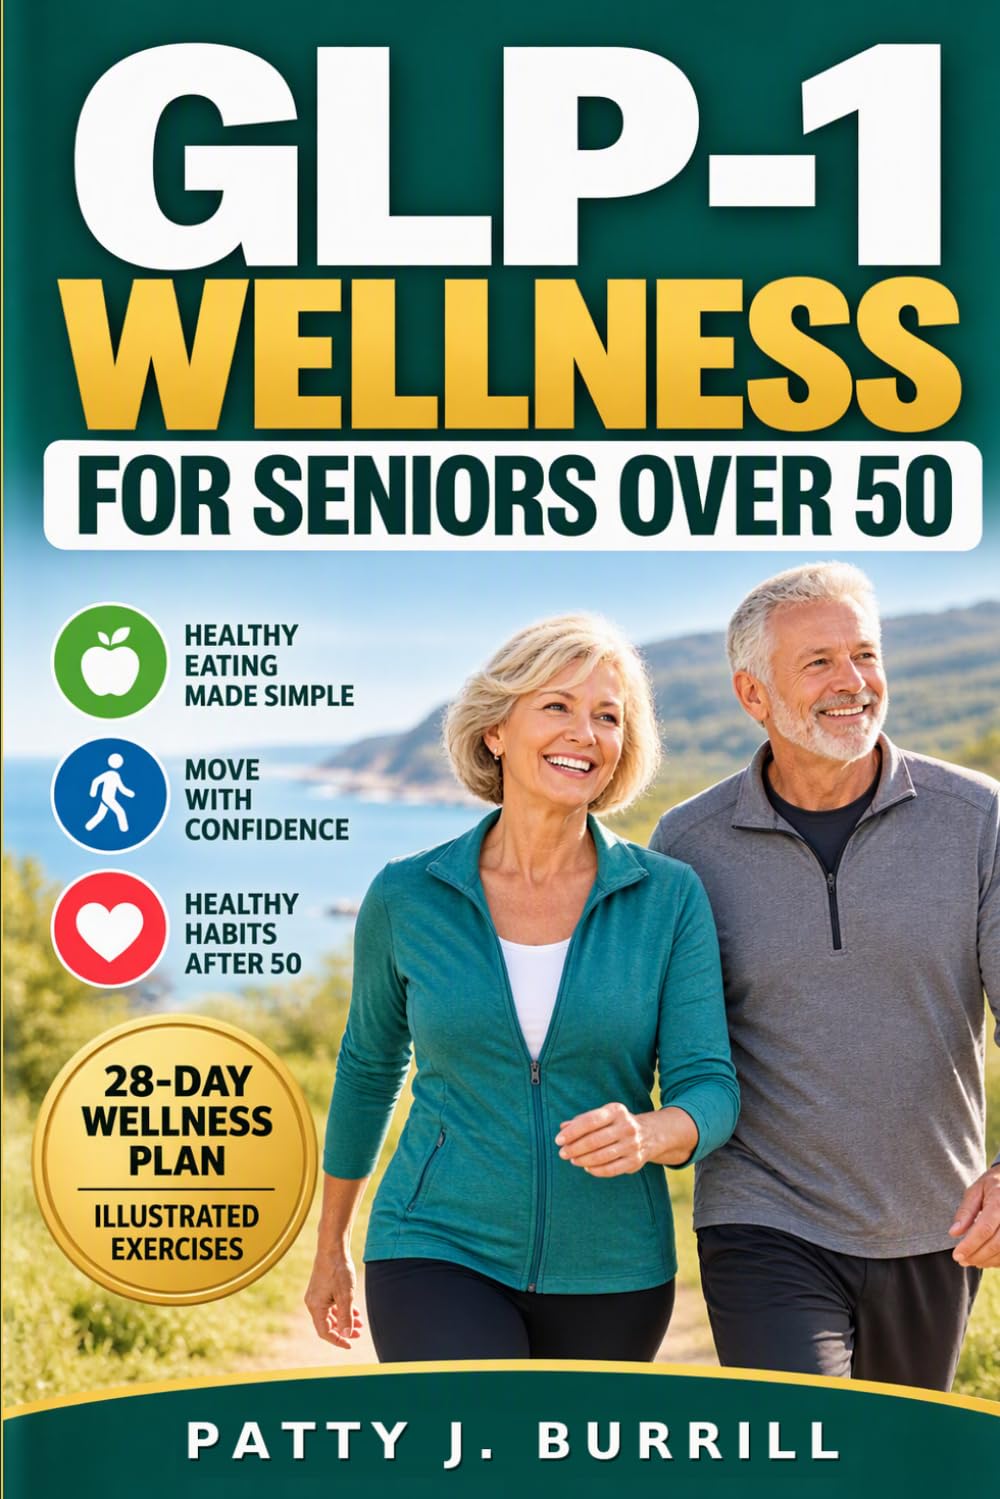 GLP-1
WELLNESS
FOR SENIORS OVER 50
HEALTHY
EATING
MADE SIMPLE
MOVE
WITH
CONFIDENCE
HEALTHY
HABITS
AFTER 50
28-DAY
WELLNESS
PLAN
ILLUSTRATED
EXERCISES
PATTY J. BURRILL